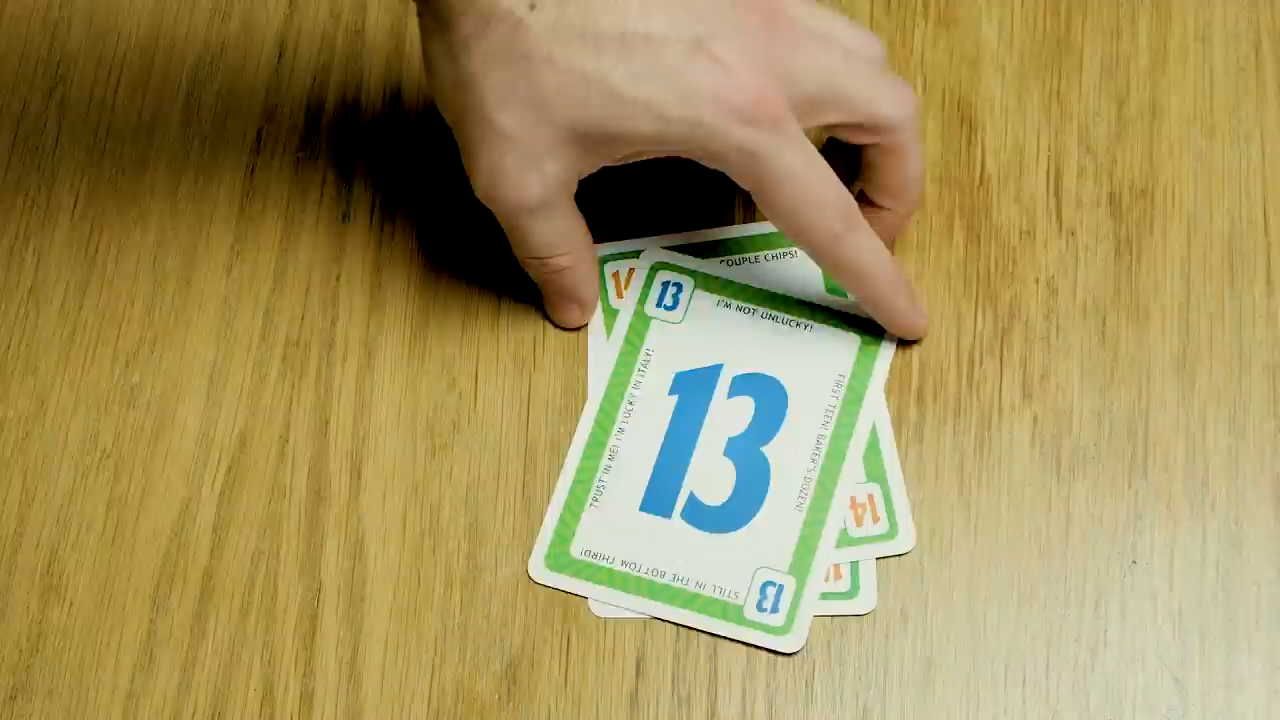 COUPLE CHIPS!
13
I'M NOT UNLUCKY!
TRUST IN ME! I'M LUCKY IN ITALY!
13
FIRST TEEN! BAKER'S DOZEN!
14
STILL IN THE BOTTOM THIRD!
13